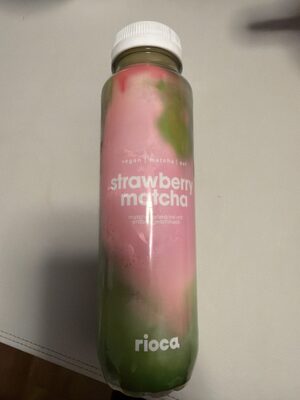 vegan | matcha | oat
strawberry
matcha
rioca